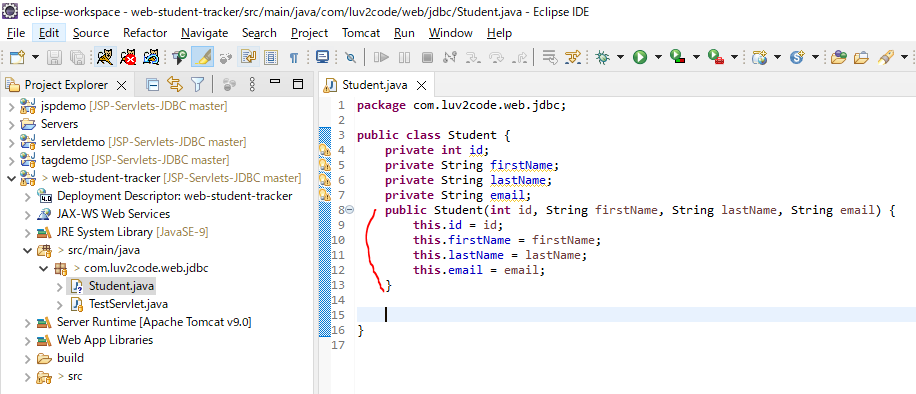 eclipse-workspace - web-student-tracker/src/main/java/com/luv2code/web/jdbc/Student.java - Eclipse IDE
File Edit Source Refactor Navigate Search Project Tomcat Run Window Help
Project Explorer
jspdemo [JSP-Servlets-JDBC master]
Servers
servletdemo [JSP-Servlets-JDBC master]
tagdemo [JSP-Servlets-JDBC master]
> web-student-tracker [JSP-Servlets-JDBC master]
Deployment Descriptor: web-student-tracker
JAX-WS Web Services
JRE System Library [JavaSE-9]
> src/main/java
> com.luv2code.web.jdbc
Student.java
TestServlet.java
Server Runtime [Apache Tomcat v9.0]
Web App Libraries
build
> src
Student.java
1 package com.luv2code.web.jdbc;
2
3 public class Student {
4 private int id;
5 private String firstName;
6 private String lastName;
7 private String email;
8 public Student(int id, String firstName, String lastName, String email) {
9 this.id = id;
10 this.firstName = firstName;
11 this.lastName = lastName;
12 this.email = email;
13 }
14
15
16 }
17